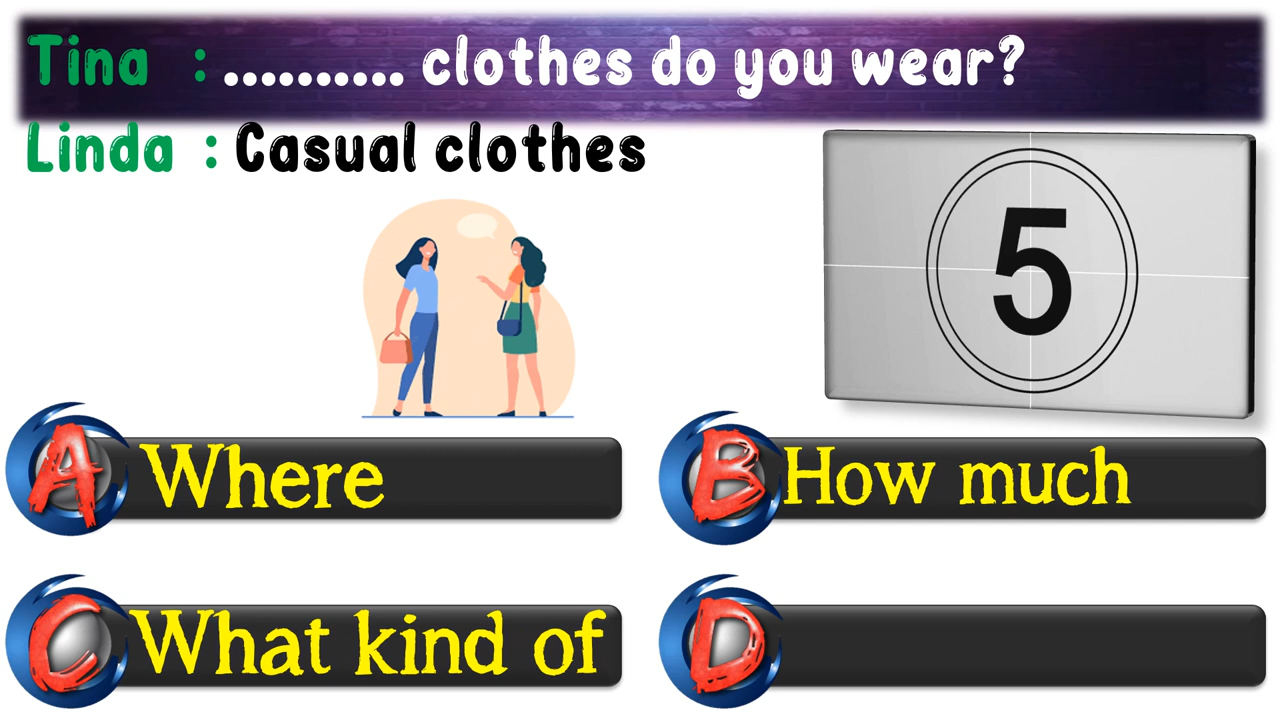 Tina : .......... clothes do you wear?
Linda : Casual clothes
5
A Where
B How much
C What kind of
D